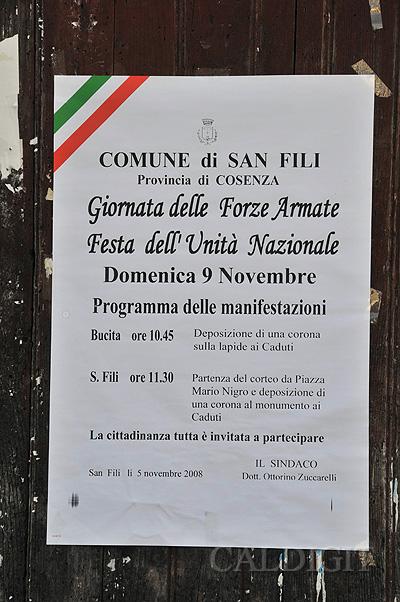 COMUNE di SAN FILI
Provincia di COSENZA
Giornata delle Forze Armate
Festa dell'Unità Nazionale
Domenica 9 Novembre
Programma delle manifestazioni
Bucita ore 10.45 Deposizione di una corona
sulla lapide ai Caduti
S. Fili ore 11.30 Partenza del corteo da Piazza
Mario Nigro e deposizione di
una corona al monumento ai
Caduti
La cittadinanza tutta è invitata a partecipare
IL SINDACO
San Fili lì 5 novembre 2008 Dott. Ottorino Zuccarelli
CALDIGIT